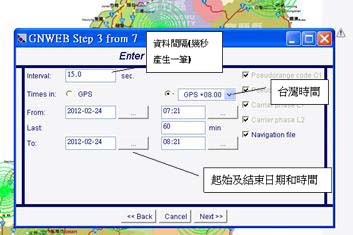 GNWEB Step 3 from 7
資料間隔(幾秒
產生一筆)
Enter
Interval: 15.0 sec.
Pseudorange code C1
Times in: GPS GPS +08.00
台灣時間
From: 2012-02-24 ... 07:21 ...
Carrier phase L1
Last: 60 min
Carrier phase L2
To: 2012-02-24 ... 08:21 ...
Navigation file
起始及結束日期和時間
<< Back Cancel Next >>